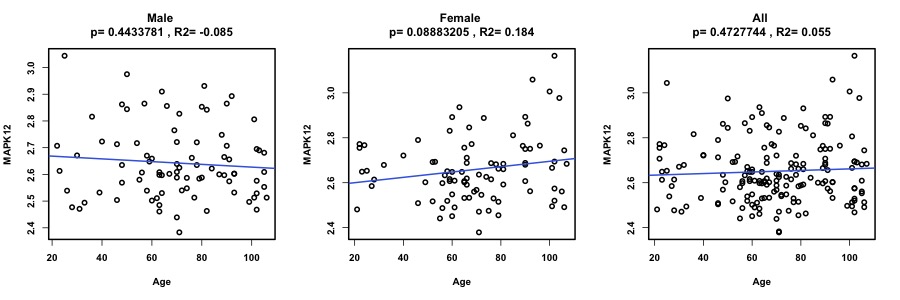 Male
p= 0.4433781 , R2= -0.085
MAPK12
3.0
2.9
2.8
2.7
2.6
2.5
2.4
20 40 60 80 100
Age
Female
p= 0.08883205 , R2= 0.184
MAPK12
3.0
2.8
2.6
2.4
20 40 60 80 100
Age
All
p= 0.4727744 , R2= 0.055
MAPK12
3.0
2.8
2.6
2.4
20 40 60 80 100
Age